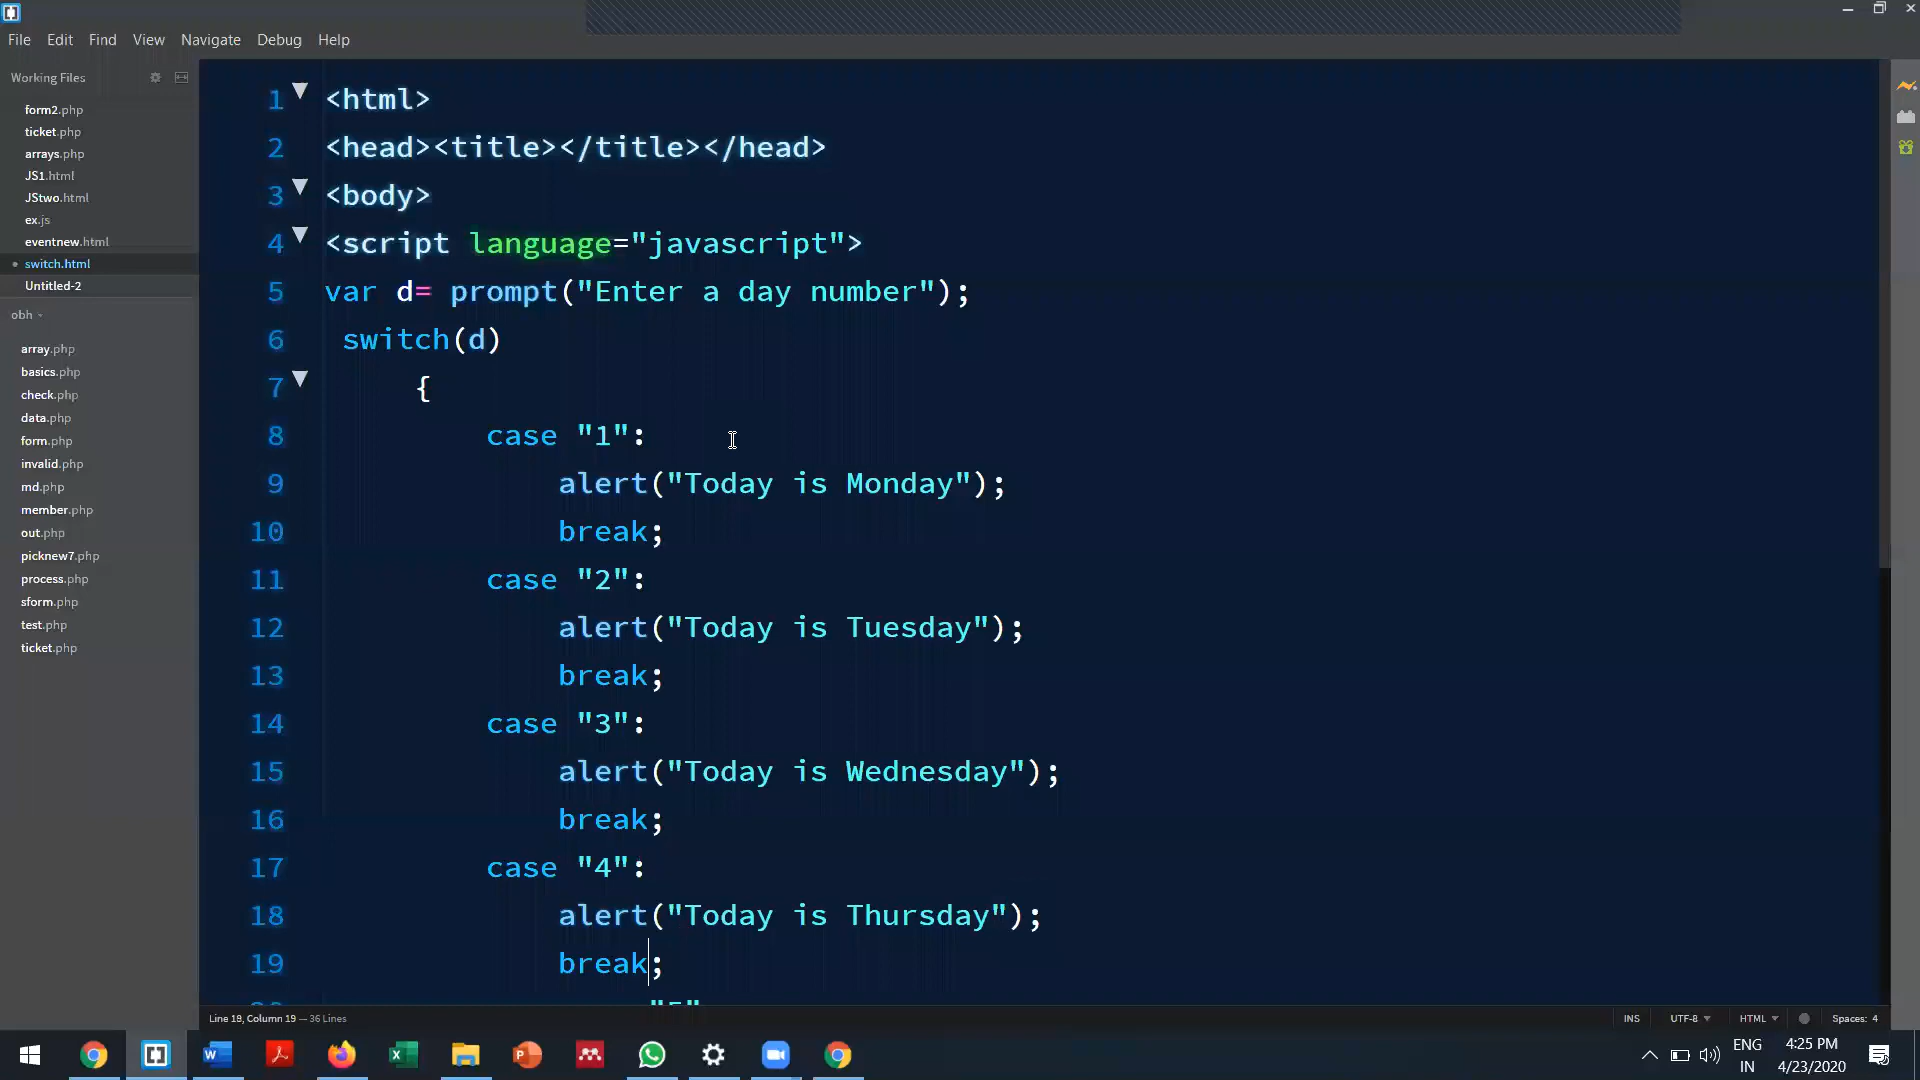 File Edit Find View Navigate Debug Help
Working Files
form2.php
ticket.php
arrays.php
JS1.html
JStwo.html
ex.js
eventnew.html
switch.html
Untitled-2
obh
array.php
basics.php
check.php
data.php
form.php
invalid.php
md.php
member.php
out.php
picknew7.php
process.php
sform.php
test.php
ticket.php
1 <html>
2 <head><title></title></head>
3 <body>
4 <script language="javascript">
5 var d= prompt("Enter a day number");
6 switch(d)
7 {
8 case "1":
9 alert("Today is Monday");
10 break;
11 case "2":
12 alert("Today is Tuesday");
13 break;
14 case "3":
15 alert("Today is Wednesday");
16 break;
17 case "4":
18 alert("Today is Thursday");
19 break;
Line 19, Column 19 — 36 Lines
INS UTF-8 HTML Spaces: 4
ENG 4:25 PM
IN 4/23/2020